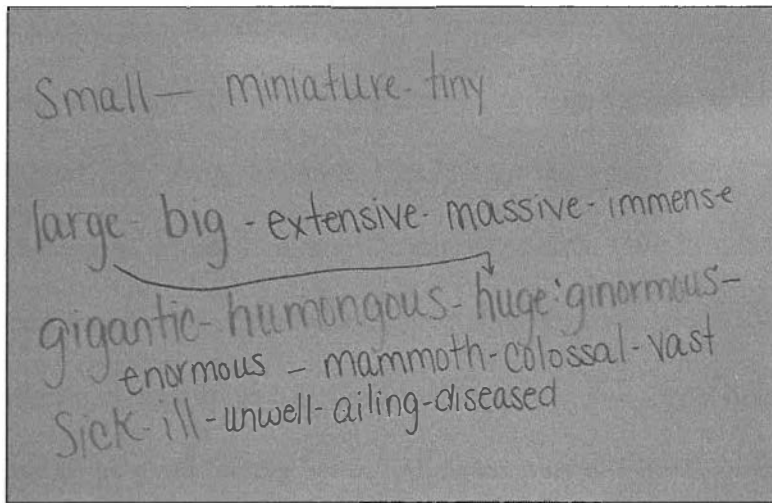 Small — miniature - tiny
large - big - extensive - massive - immense
gigantic - humongous - huge : ginormous -
enormous - mammoth - colossal - vast
Sick - ill - unwell - ailing - diseased